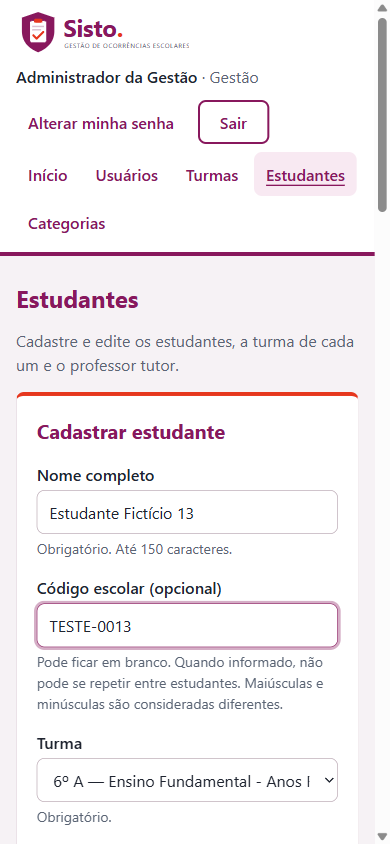 Sisto.
GESTÃO DE OCORRÊNCIAS ESCOLARES
Administrador da Gestão · Gestão
Alterar minha senha
Sair
Início
Usuários
Turmas
Estudantes
Categorias
Estudantes
Cadastre e edite os estudantes, a turma de cada
um e o professor tutor.
Cadastrar estudante
Nome completo
Estudante Fictício 13
Obrigatório. Até 150 caracteres.
Código escolar (opcional)
TESTE-0013
Pode ficar em branco. Quando informado, não
pode se repetir entre estudantes. Maiúsculas e
minúsculas são consideradas diferentes.
Turma
6º A — Ensino Fundamental - Anos
Obrigatório.